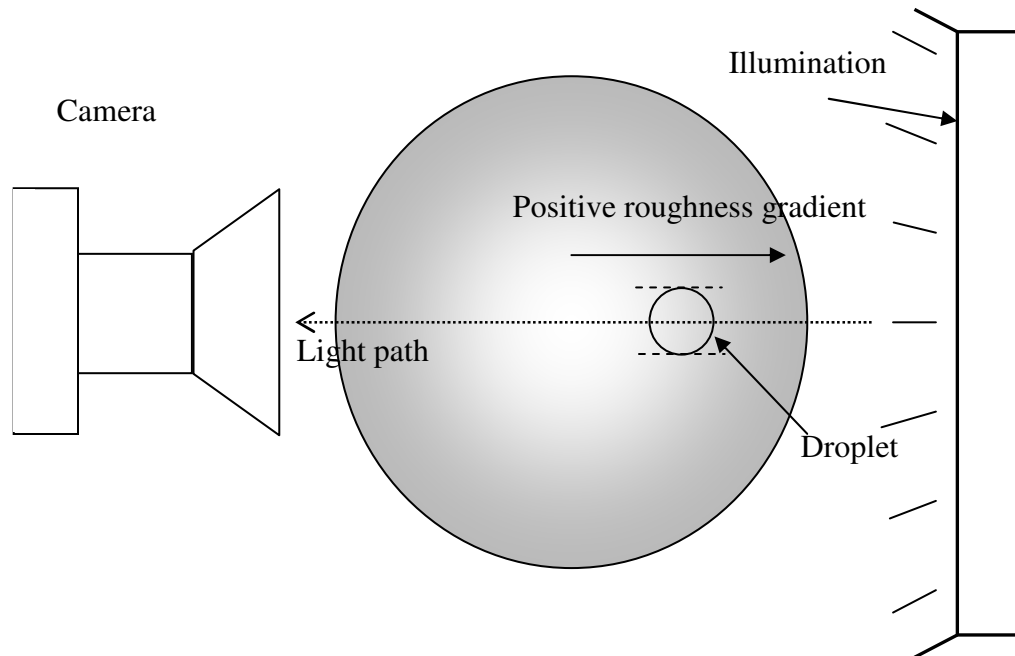 Illumination
Camera
Positive roughness gradient
Light path
Droplet